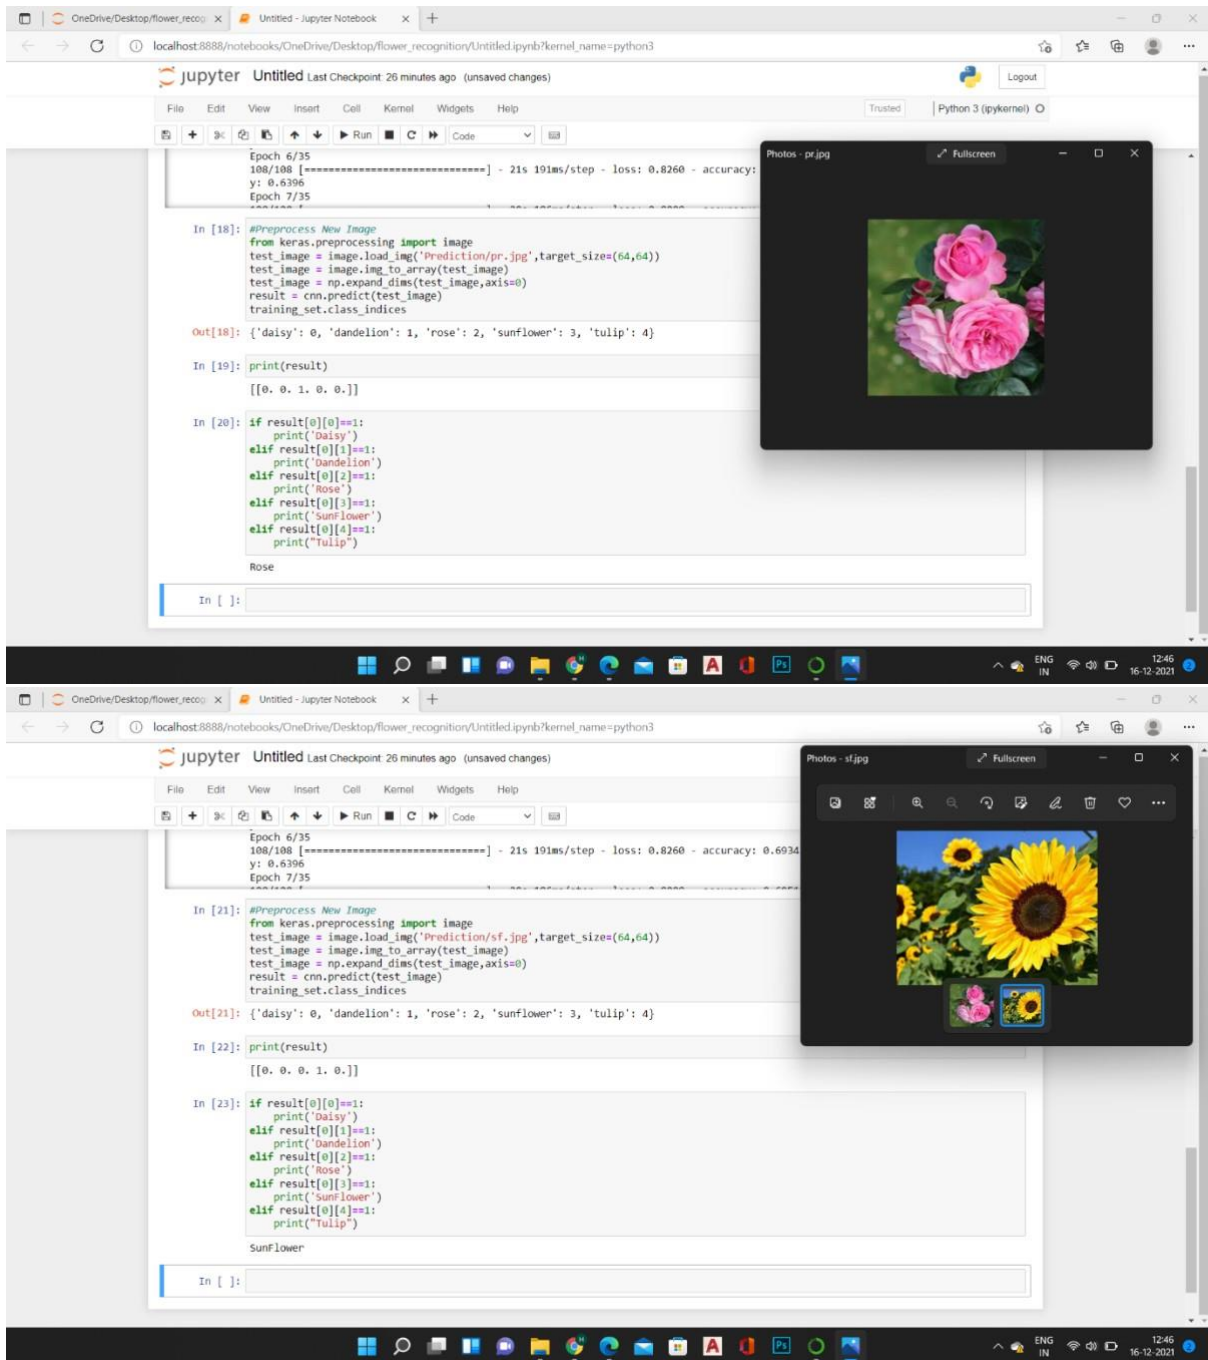 OneDrive/Desktop/flower_recog
Untitled - Jupyter Notebook
localhost:8888/notebooks/OneDrive/Desktop/flower_recognition/Untitled.ipynb?kernel_name=python3
jupyter Untitled Last Checkpoint: 26 minutes ago (unsaved changes)
Logout
File Edit View Insert Cell Kernel Widgets Help
Trusted
Python 3 (ipykernel)
Run
Code
Epoch 6/35
108/108 [==============================] - 21s 191ms/step - loss: 0.8260 - accuracy:
y: 0.6396
Epoch 7/35
Photos - pr.jpg
Fullscreen
In [18]: #Preprocess New Image
from keras.preprocessing import image
test_image = image.load_img('Prediction/pr.jpg',target_size=(64,64))
test_image = image.img_to_array(test_image)
test_image = np.expand_dims(test_image,axis=0)
result = cnn.predict(test_image)
training_set.class_indices
Out[18]: {'daisy': 0, 'dandelion': 1, 'rose': 2, 'sunflower': 3, 'tulip': 4}
In [19]: print(result)
[[0. 0. 1. 0. 0.]]
In [20]: if result[0][0]==1:
print('Daisy')
elif result[0][1]==1:
print('Dandelion')
elif result[0][2]==1:
print('Rose')
elif result[0][3]==1:
print('SunFlower')
elif result[0][4]==1:
print("Tulip")
Rose
In [ ]:
A
Ps
ENG
IN
12:46
16-12-2021
2
OneDrive/Desktop/flower_recog
Untitled - Jupyter Notebook
localhost:8888/notebooks/OneDrive/Desktop/flower_recognition/Untitled.ipynb?kernel_name=python3
jupyter Untitled Last Checkpoint: 26 minutes ago (unsaved changes)
File Edit View Insert Cell Kernel Widgets Help
Run
Code
Epoch 6/35
108/108 [==============================] - 21s 191ms/step - loss: 0.8260 - accuracy: 0.6934
y: 0.6396
Epoch 7/35
Photos - sf.jpg
Fullscreen
In [21]: #Preprocess New Image
from keras.preprocessing import image
test_image = image.load_img('Prediction/sf.jpg',target_size=(64,64))
test_image = image.img_to_array(test_image)
test_image = np.expand_dims(test_image,axis=0)
result = cnn.predict(test_image)
training_set.class_indices
Out[21]: {'daisy': 0, 'dandelion': 1, 'rose': 2, 'sunflower': 3, 'tulip': 4}
In [22]: print(result)
[[0. 0. 0. 1. 0.]]
In [23]: if result[0][0]==1:
print('Daisy')
elif result[0][1]==1:
print('Dandelion')
elif result[0][2]==1:
print('Rose')
elif result[0][3]==1:
print('SunFlower')
elif result[0][4]==1:
print("Tulip")
SunFlower
In [ ]:
A
Ps
ENG
IN
12:46
16-12-2021
2